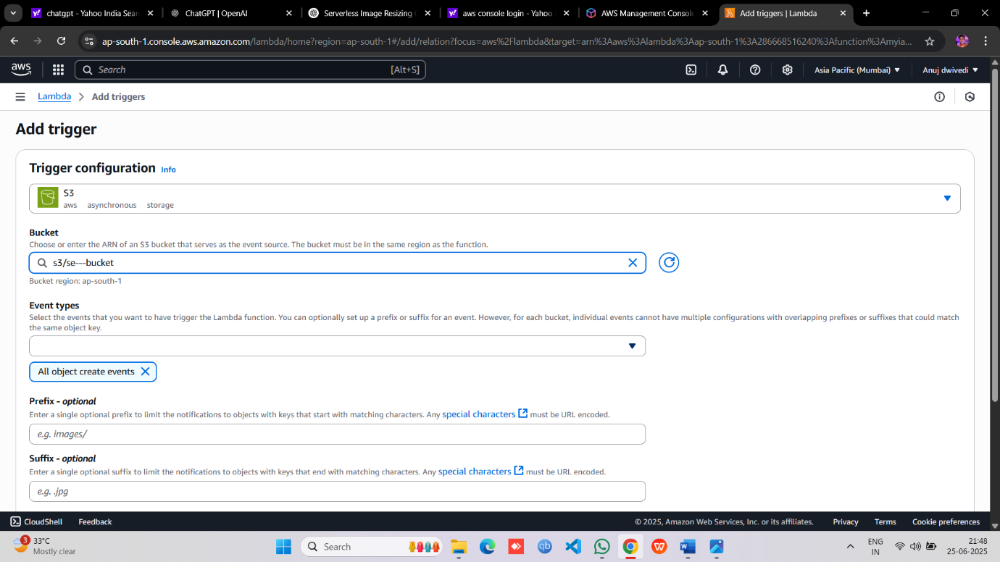 chatgpt - Yahoo India Sear
ChatGPT | OpenAI
Serverless Image Resizing
aws console login - Yahoo
AWS Management Consol
Add triggers | Lambda
ap-south-1.console.aws.amazon.com/lambda/home?region=ap-south-1#/add/relation?focus=aws%2Flambda&target=arn%3Aaws%3Alambda%3Aap-south-1%3A286668516240%3Afunction%3Amyia...
aws
Search [Alt+S]
Asia Pacific (Mumbai)
Anuj dwivedi
Lambda
Add triggers
Add trigger
Trigger configuration Info
S3
aws asynchronous storage
Bucket
Choose or enter the ARN of an S3 bucket that serves as the event source. The bucket must be in the same region as the function.
s3/se---bucket
Bucket region: ap-south-1
Event types
Select the events that you want to have trigger the Lambda function. You can optionally set up a prefix or suffix for an event. However, for each bucket, individual events cannot have multiple configurations with overlapping prefixes or suffixes that could match
the same object key.
All object create events
Prefix - optional
Enter a single optional prefix to limit the notifications to objects with keys that start with matching characters. Any special characters must be URL encoded.
e.g. images/
Suffix - optional
Enter a single optional suffix to limit the notifications to objects with keys that end with matching characters. Any special characters must be URL encoded.
e.g. .jpg
CloudShell
Feedback
© 2025, Amazon Web Services, Inc. or its affiliates.
Privacy
Terms
Cookie preferences
3
33°C
Mostly clear
Search
qb
ENG
IN
21:48
25-06-2025